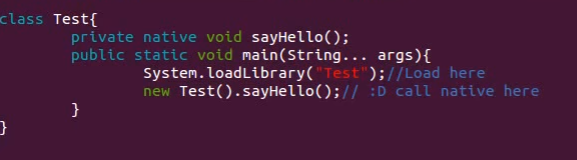 class Test{
        private native void sayHello();
        public static void main(String... args){
                System.loadLibrary("Test");//Load here
                new Test().sayHello();// :D call native here
        }
}